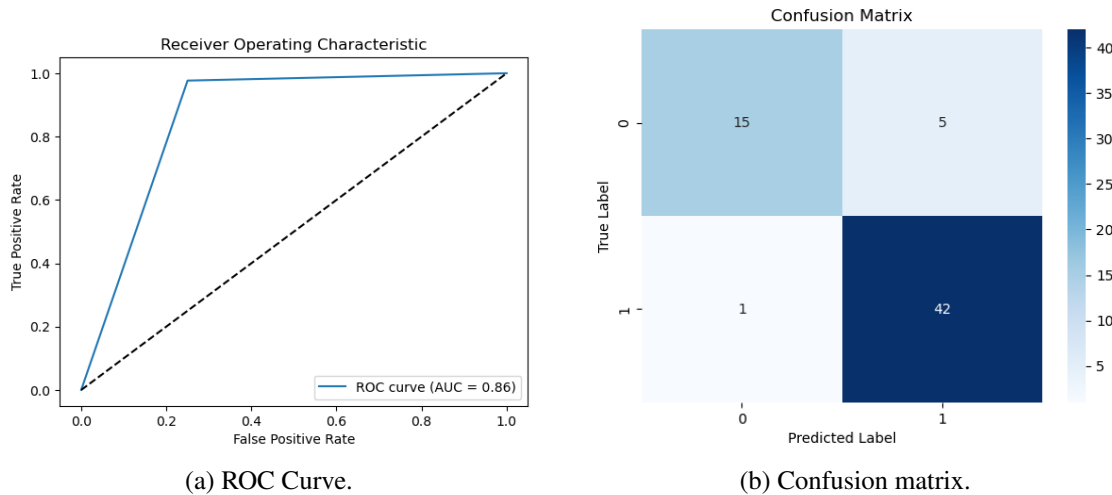 Receiver Operating Characteristic
True Positive Rate
1.0
0.8
0.6
0.4
0.2
0.0
ROC curve (AUC = 0.86)
0.0 0.2 0.4 0.6 0.8 1.0
False Positive Rate
(a) ROC Curve.
Confusion Matrix
True Label
0
15 5
1
1 42
0 1
Predicted Label
40
35
30
25
20
15
10
5
(b) Confusion matrix.